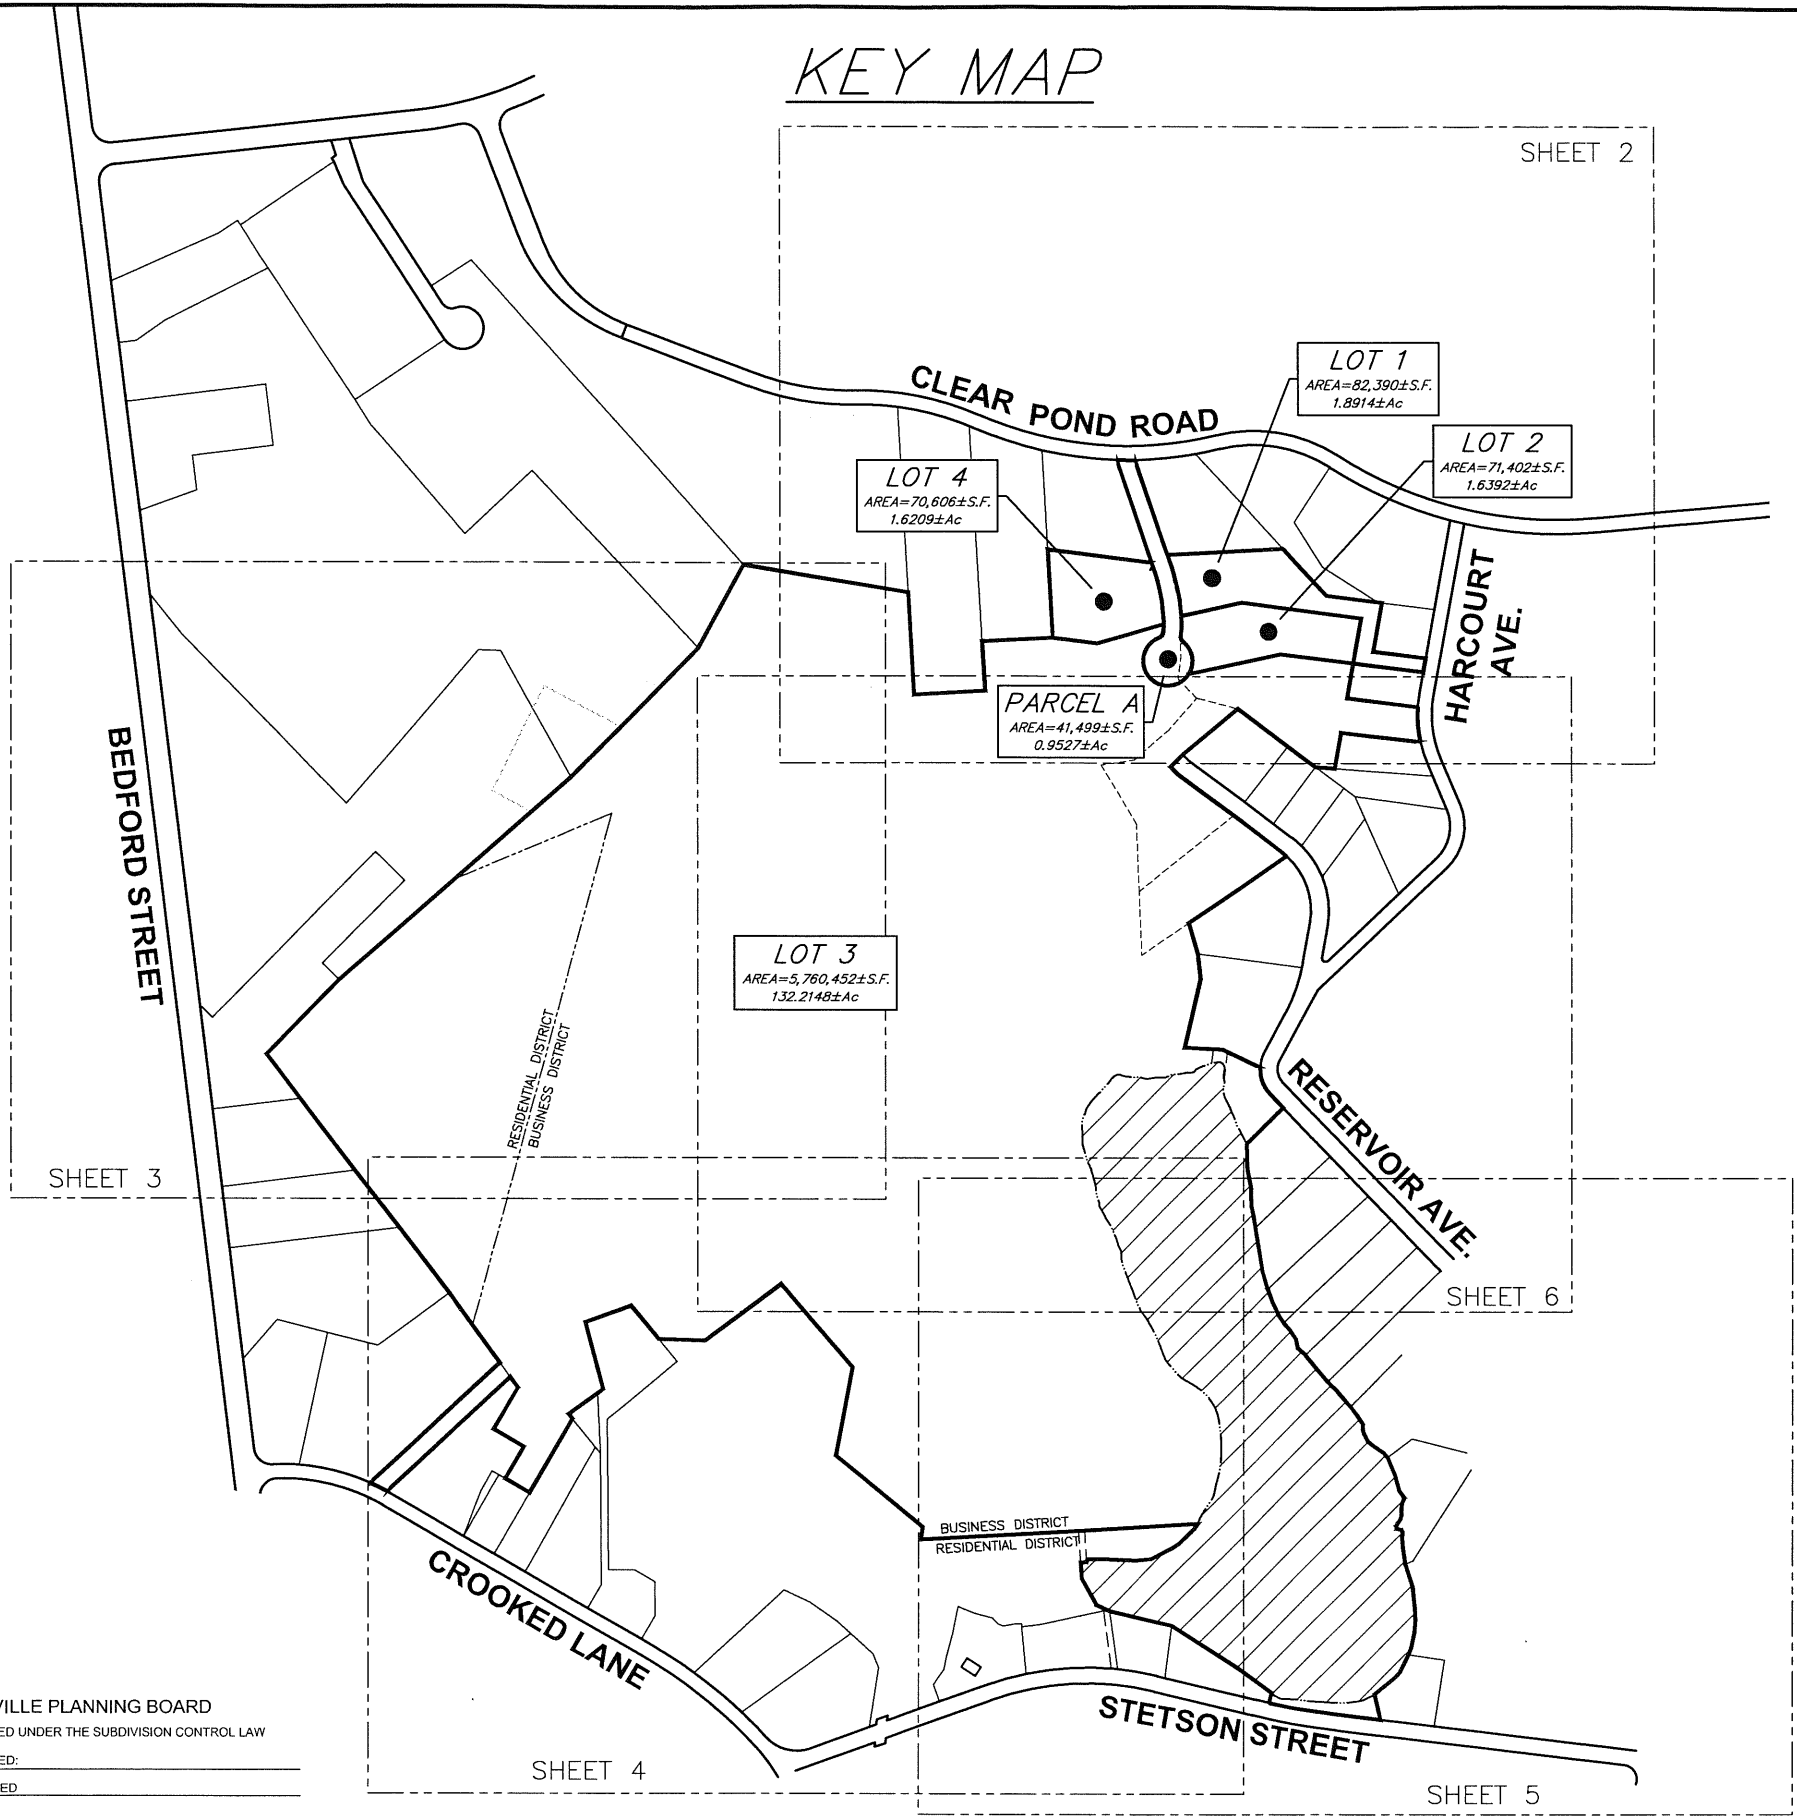 KEY MAP
SHEET 2
LOT 1
AREA=82,390±S.F.
1.8914±Ac
CLEAR POND ROAD
LOT 2
AREA=71,402±S.F.
1.6392±Ac
LOT 4
AREA=70,606±S.F.
1.6209±Ac
HARCOURT
AVE.
PARCEL A
AREA=41,499±S.F.
0.9527±Ac
BEDFORD STREET
LOT 3
AREA=5,760,452±S.F.
132.2148±Ac
RESIDENTIAL DISTRICT
BUSINESS DISTRICT
RESERVOIR AVE.
SHEET 3
SHEET 6
BUSINESS DISTRICT
RESIDENTIAL DISTRICT
CROOKED LANE
STETSON STREET
SHEET 4
SHEET 5
VILLE PLANNING BOARD
ED UNDER THE SUBDIVISION CONTROL LAW
ED:
ED